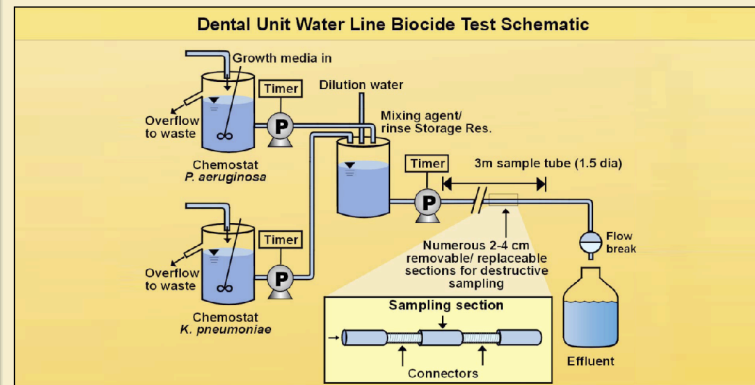 Dental Unit Water Line Biocide Test Schematic
Growth media in
Timer
Dilution water
Overflow
to waste
P
Mixing agent/
rinse Storage Res.
Chemostat
P. aeruginosa
Timer
3m sample tube (1.5 dia)
P
Timer
Numerous 2-4 cm
removable/ replaceable
sections for destructive
sampling
Flow
break
Overflow
to waste
P
Chemostat
K. pneumoniae
Sampling section
Connectors
Effluent